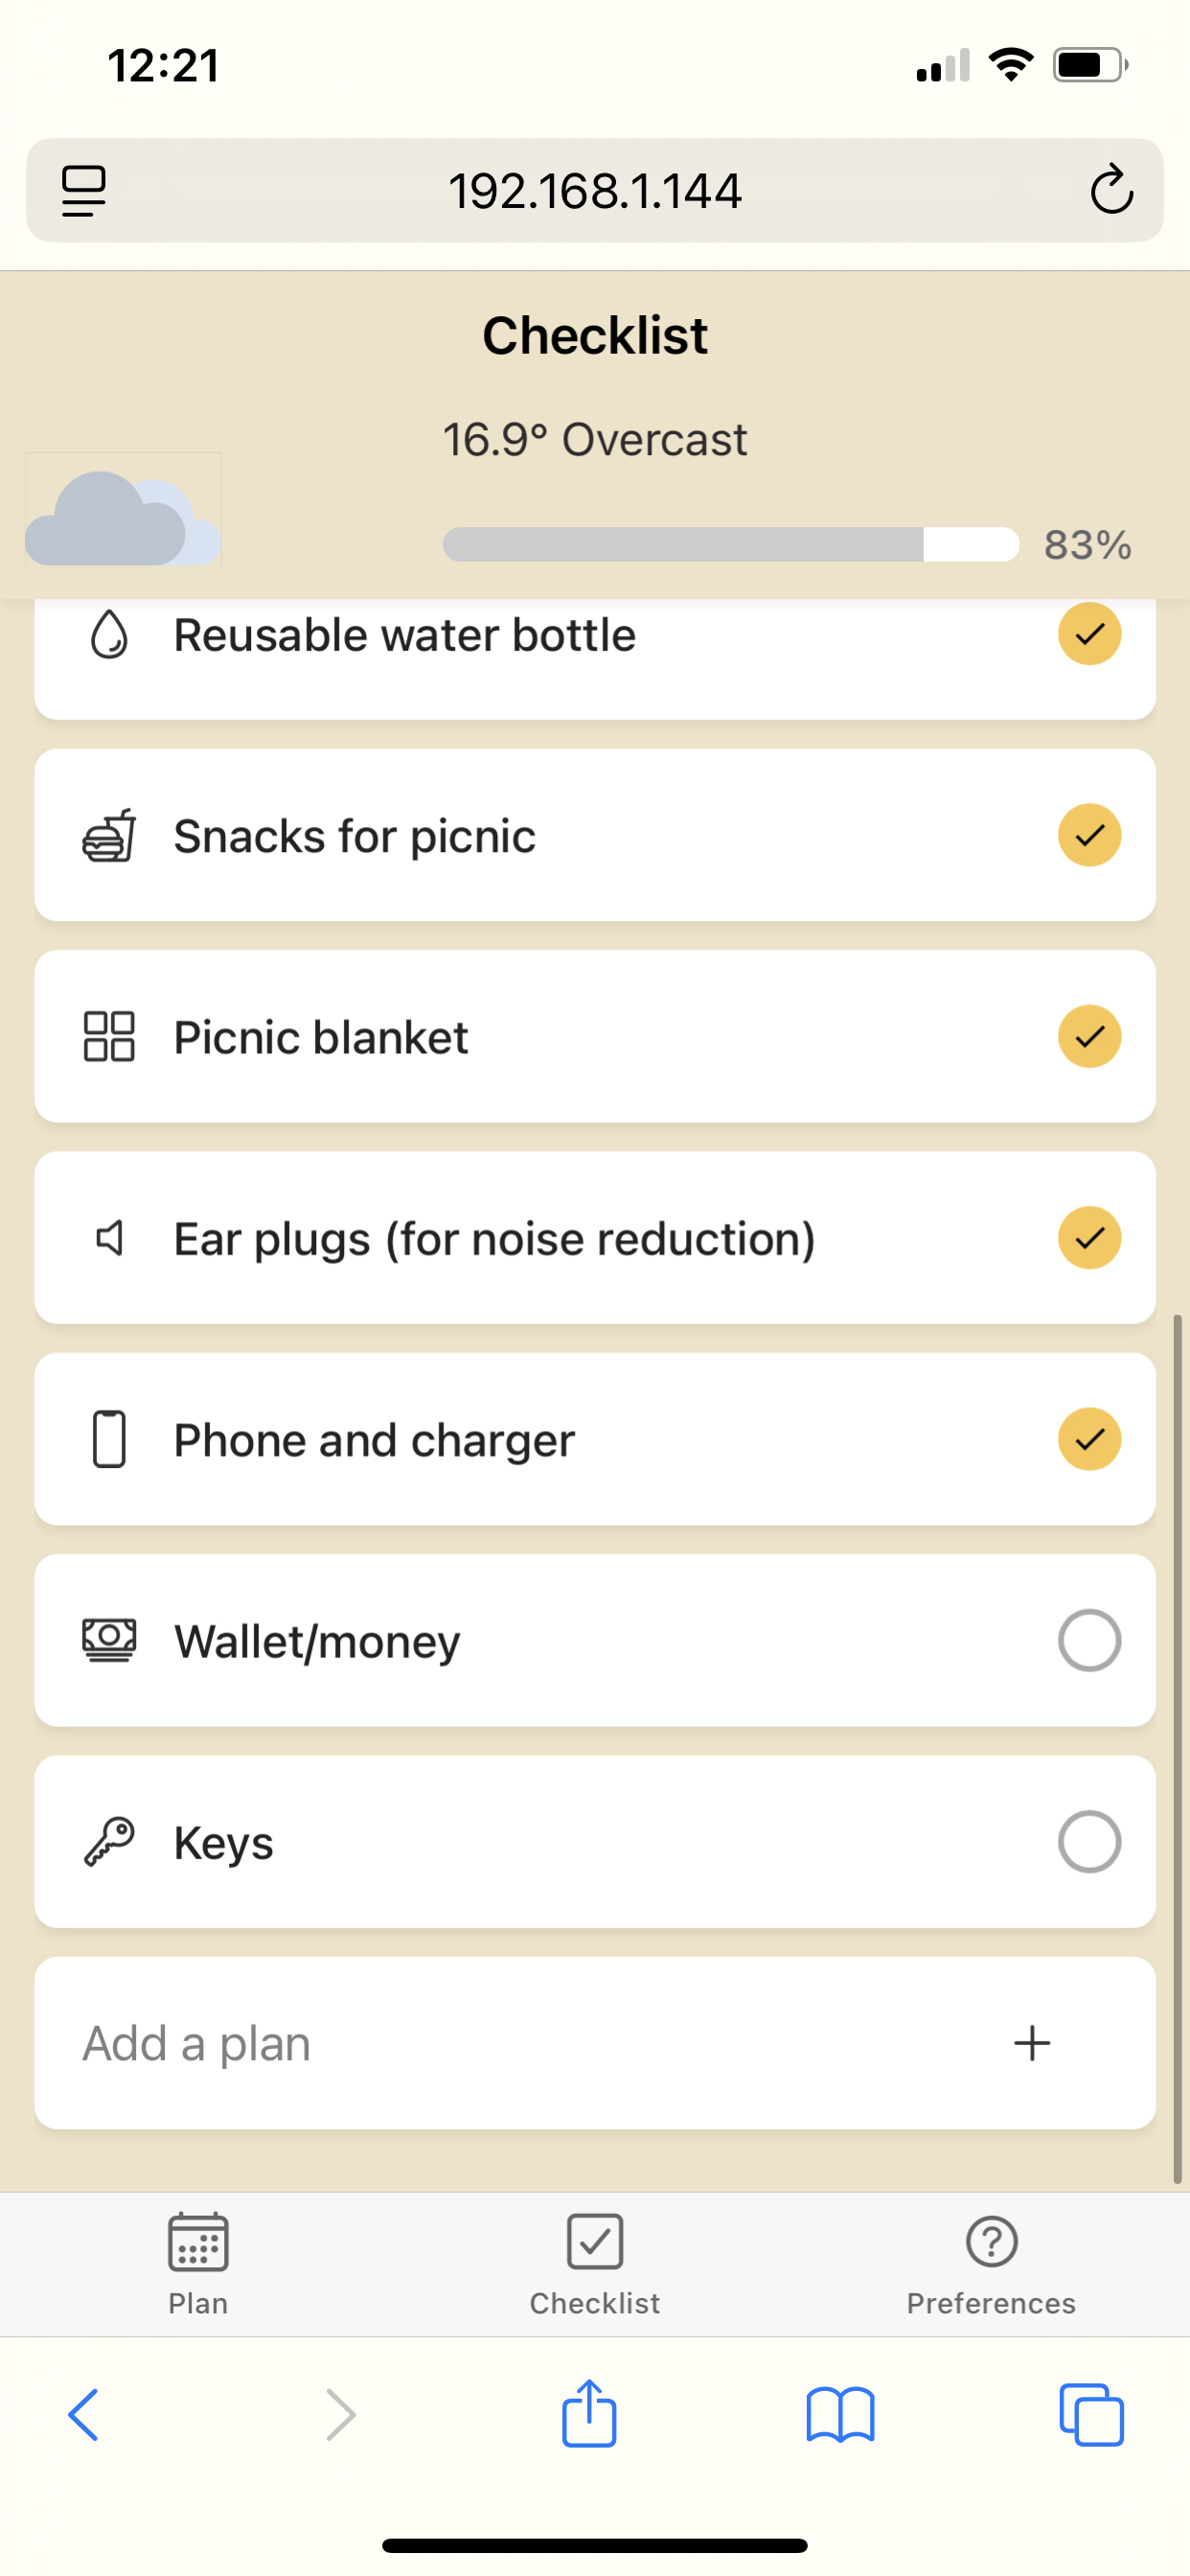 12:21
192.168.1.144
Checklist
16.9° Overcast
83%
Reusable water bottle
Snacks for picnic
Picnic blanket
Ear plugs (for noise reduction)
Phone and charger
Wallet/money
Keys
Add a plan
Plan
Checklist
Preferences